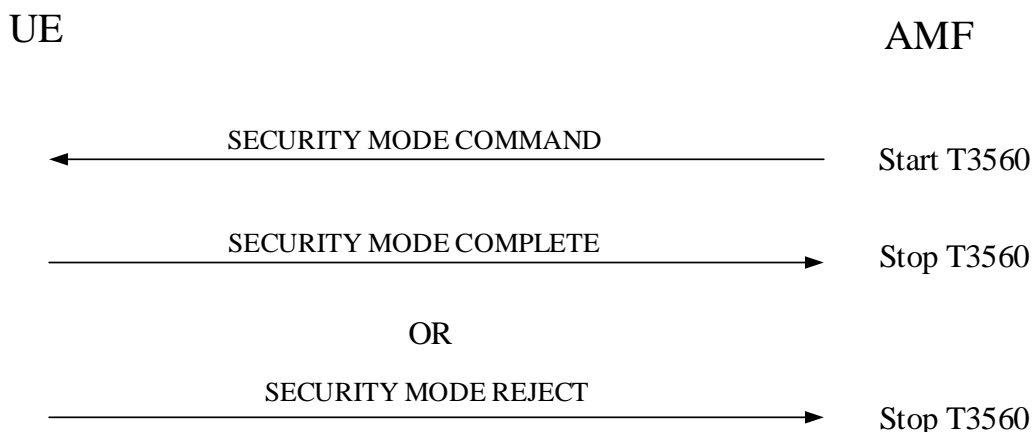 UE
AMF
SECURITY MODE COMMAND
Start T3560
SECURITY MODE COMPLETE
Stop T3560
OR
SECURITY MODE REJECT
Stop T3560